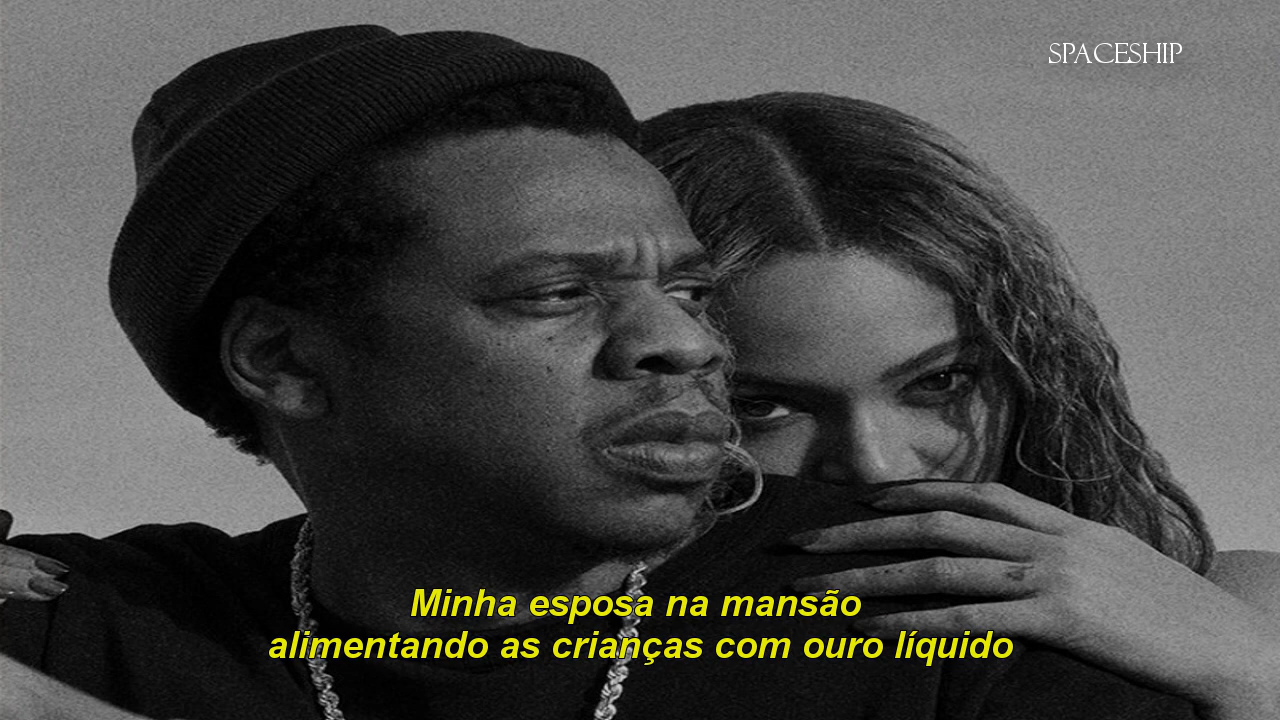 SPACESHIP
Minha esposa na mansão
alimentando as crianças com ouro líquido